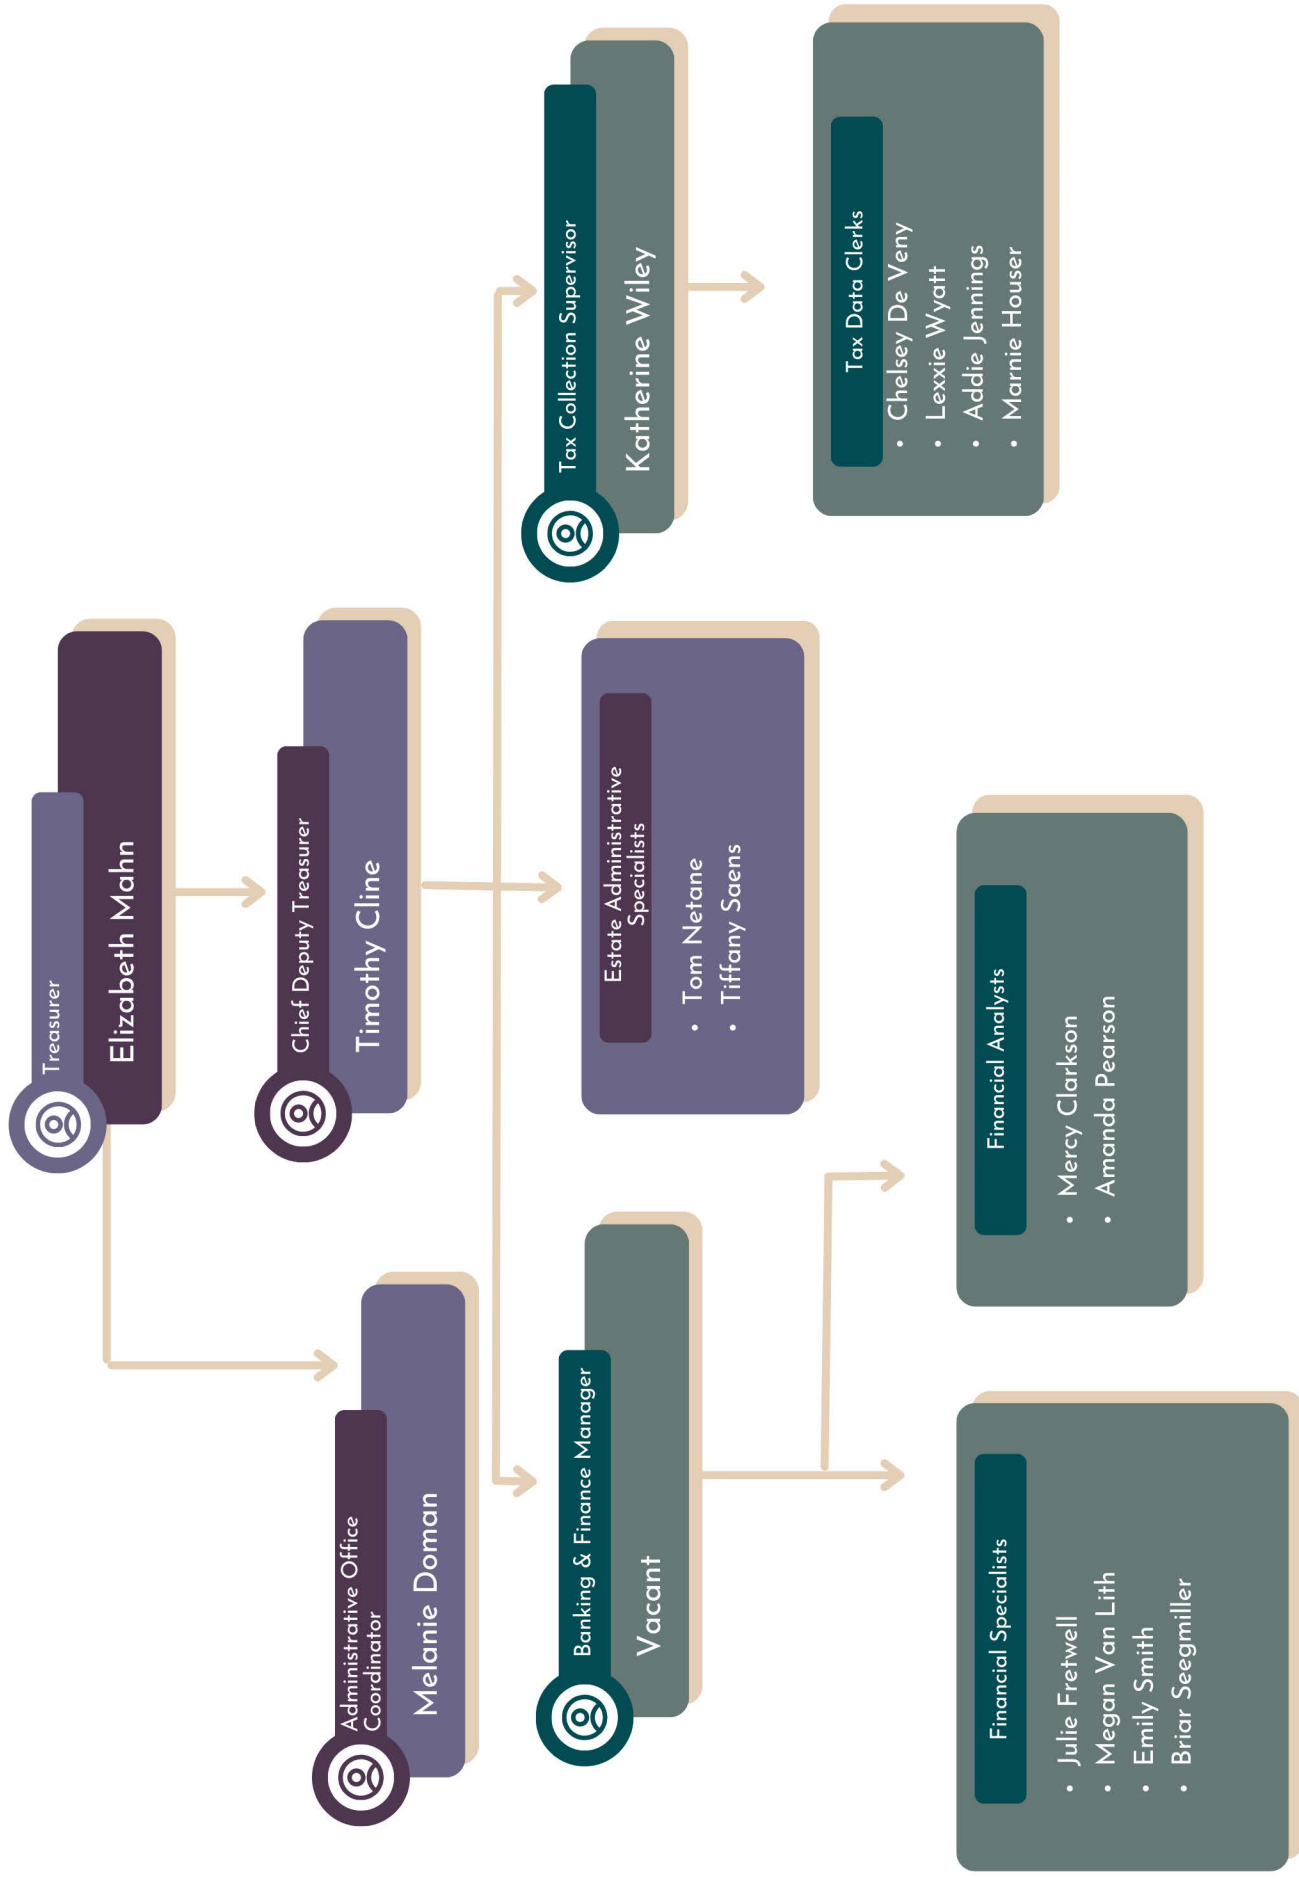 Treasurer
Elizabeth Mahn
Chief Deputy Treasurer
Timothy Cline
Administrative Office
Coordinator
Melanie Doman
Banking & Finance Manager
Vacant
Estate Administrative
Specialists
• Tom Netane
• Tiffany Saens
Tax Collection Supervisor
Katherine Wiley
Tax Data Clerks
• Chelsey De Veny
• Lexxie Wyatt
• Addie Jennings
• Marnie Houser
Financial Specialists
• Julie Fretwell
• Megan Van Lith
• Emily Smith
• Briar Seegmiller
Financial Analysts
• Mercy Clarkson
• Amanda Pearson